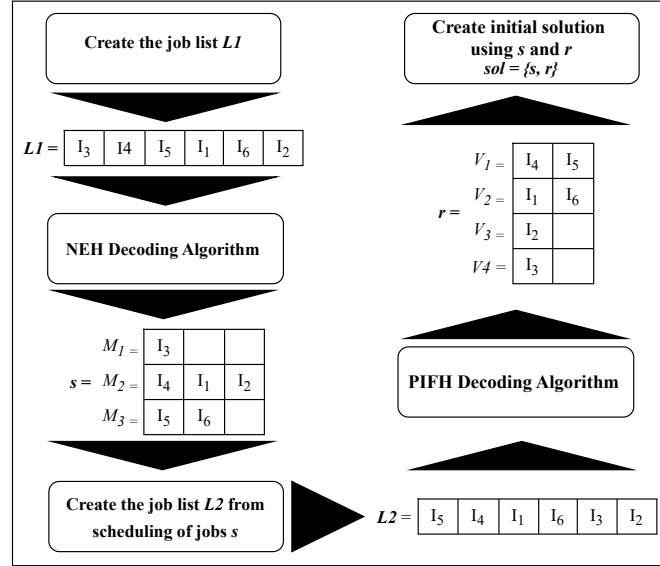 Create the job list L1
L1 = I3 I4 I5 I1 I6 I2
NEH Decoding Algorithm
M1 = I3
s = M2 = I4 I1 I2
M3 = I5 I6
Create the job list L2 from
scheduling of jobs s
L2 = I5 I4 I1 I6 I3 I2
PIFH Decoding Algorithm
V1 = I4 I5
V2 = I1 I6
r =
V3 = I2
V4 = I3
Create initial solution
using s and r
sol = {s, r}